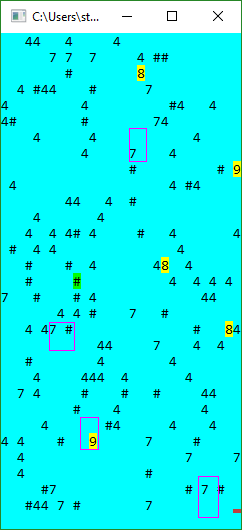 C:\Users\st...
44 4 4
7 7 7 4 ##
# 8
4 #44 # 7
4 4 #4 4
4# # 74
4 4 4
4 7 4
# # 9
4 4 #4
44 4 #
4 4
4 4 4# 4 # 4 4
# 4 4 4
# # 4 48 4
# # 4 4 4 4
7 # # 4 44
4 4 # 7 #
4 47 # # 84
44 7 4 4
# 4 4
4 444 4
7 4 # # # 44
# 4 4
4 #4 4
4 4 # 9 7 4
4 7 7
4 #
#7 # 7 #
#44 7 # 7